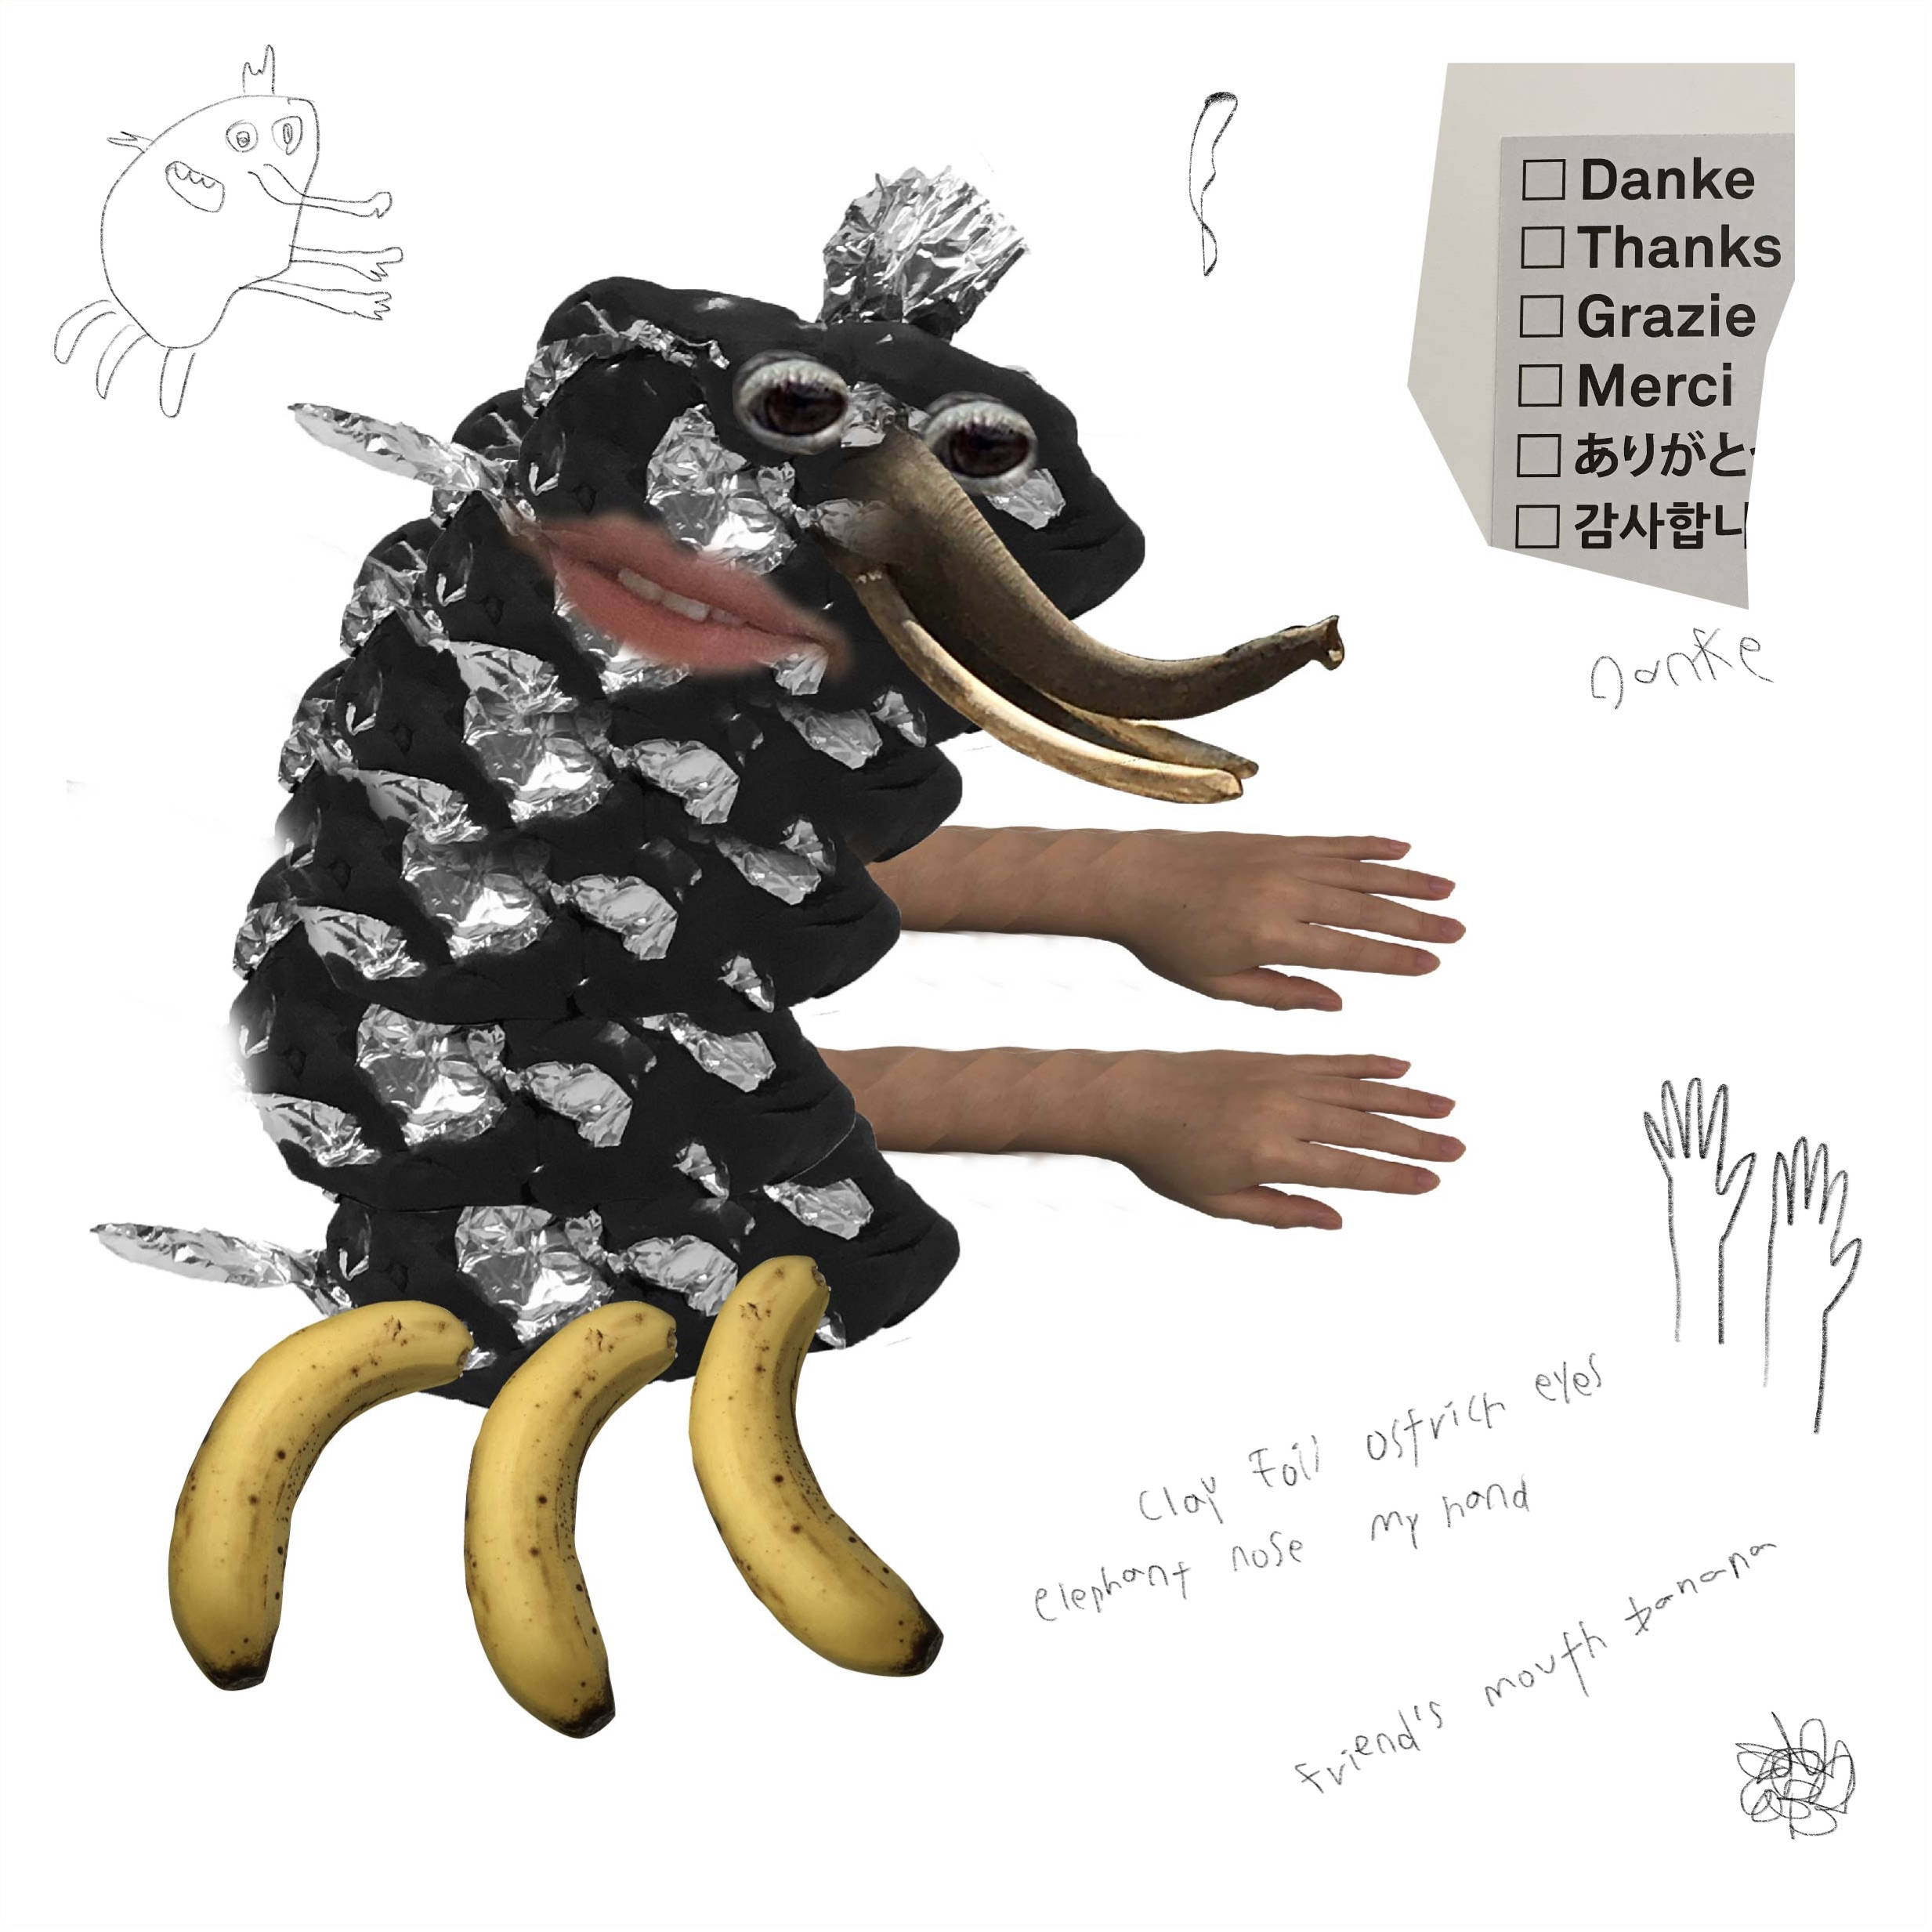 Danke
Thanks
Grazie
Merci
ありがと
감사합니
Danke
Clay Foil ostrich eyes
elephant nose my hand
friend's mouth banana